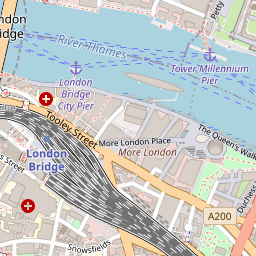 London
Bridge
Petty
River Thames
London
Bridge
City Pier
Tower Millennium
Pier
Tooley Street
More London Place
More London
The Queen's Walk
London
Bridge
s Street
A200
Duchess
Snowsfields